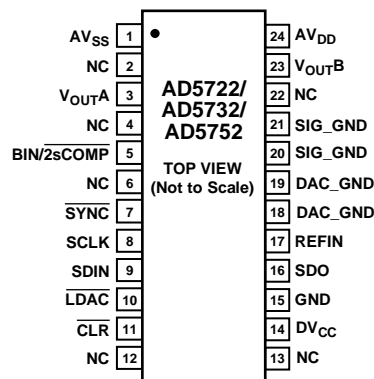 AVSS 1
NC 2
VOUTA 3
NC 4
BIN/2sCOMP 5
NC 6
SYNC 7
SCLK 8
SDIN 9
LDAC 10
CLR 11
NC 12
AD5722/
AD5732/
AD5752
TOP VIEW
(Not to Scale)
24 AVDD
23 VOUTB
22 NC
21 SIG_GND
20 SIG_GND
19 DAC_GND
18 DAC_GND
17 REFIN
16 SDO
15 GND
14 DVCC
13 NC